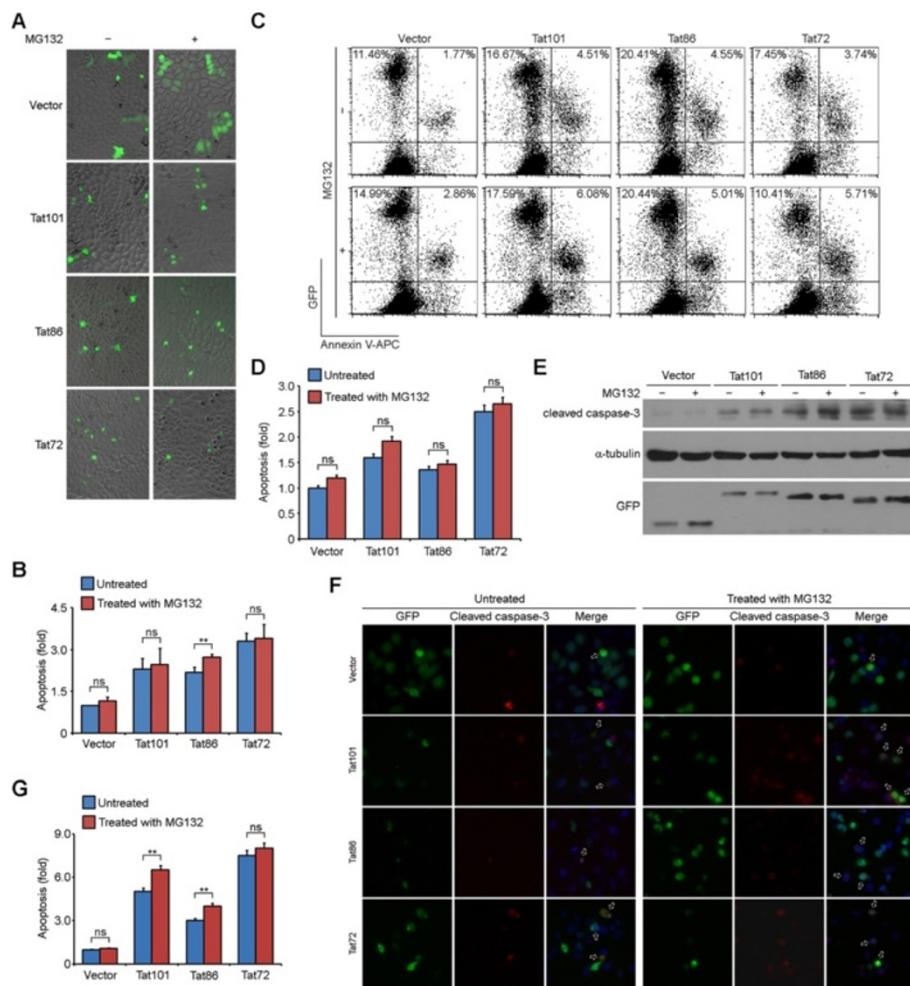 A
MG132
− +
Vector
Tat101
Tat86
Tat72
C
Vector Tat101 Tat86 Tat72
MG132
−
11.46% 1.77% 16.67% 4.51% 20.41% 4.55% 7.45% 3.74%
+
14.99% 2.86% 17.59% 6.08% 20.44% 5.01% 10.41% 5.71%
GFP
Annexin V-APC
D
Untreated
Treated with MG132
Apoptosis (fold)
3.0
2.5
2.0
1.5
1.0
0.5
0
ns ns ns ns
Vector Tat101 Tat86 Tat72
E
Vector Tat101 Tat86 Tat72
MG132 − + − + − + − +
cleaved caspase-3
α-tubulin
GFP
B
Untreated
Treated with MG132
Apoptosis (fold)
4.5
3.0
1.5
0
ns ns ** ns
Vector Tat101 Tat86 Tat72
F
Untreated Treated with MG132
GFP Cleaved caspase-3 Merge GFP Cleaved caspase-3 Merge
Vector
Tat101
Tat86
Tat72
G
Untreated
Treated with MG132
Apoptosis (fold)
9.0
6.0
3.0
0
ns ** ** ns
Vector Tat101 Tat86 Tat72